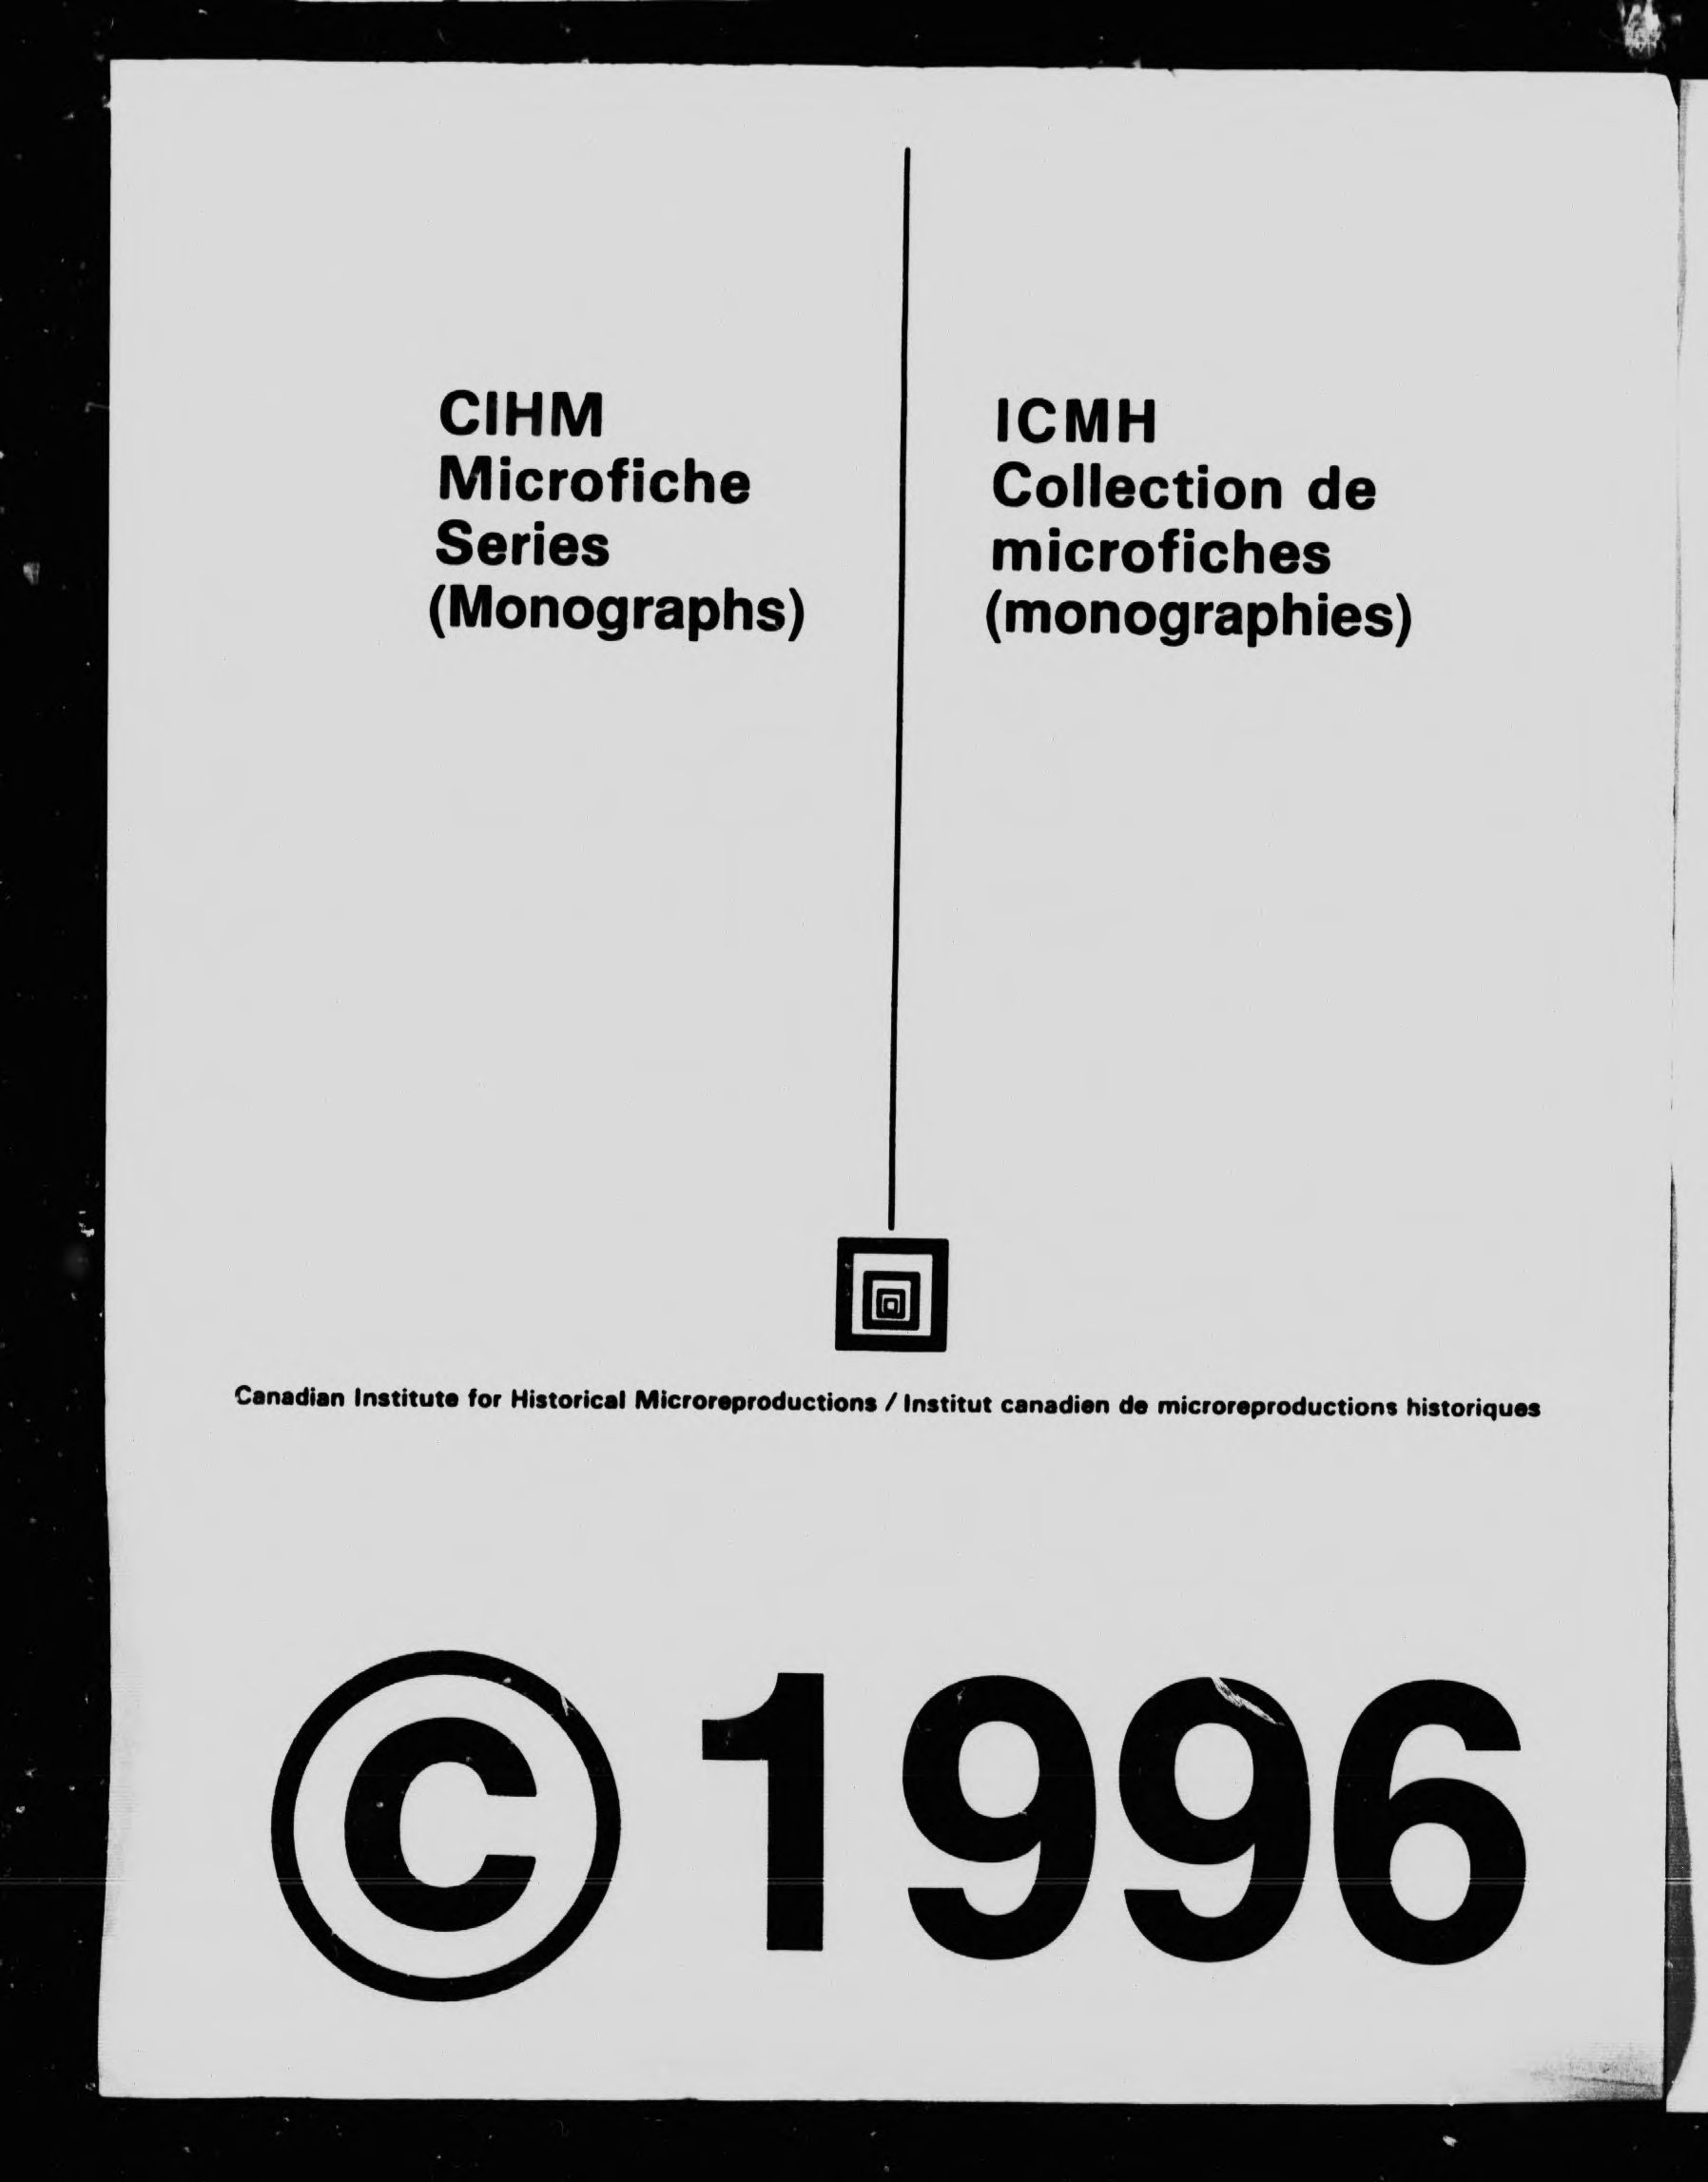 CIHM
Microfiche
Series
(Monographs)
ICMH
Collection de
microfiches
(monographies)
Canadian Institute for Historical Microreproductions / Institut canadien de microreproductions historiques
© 1996